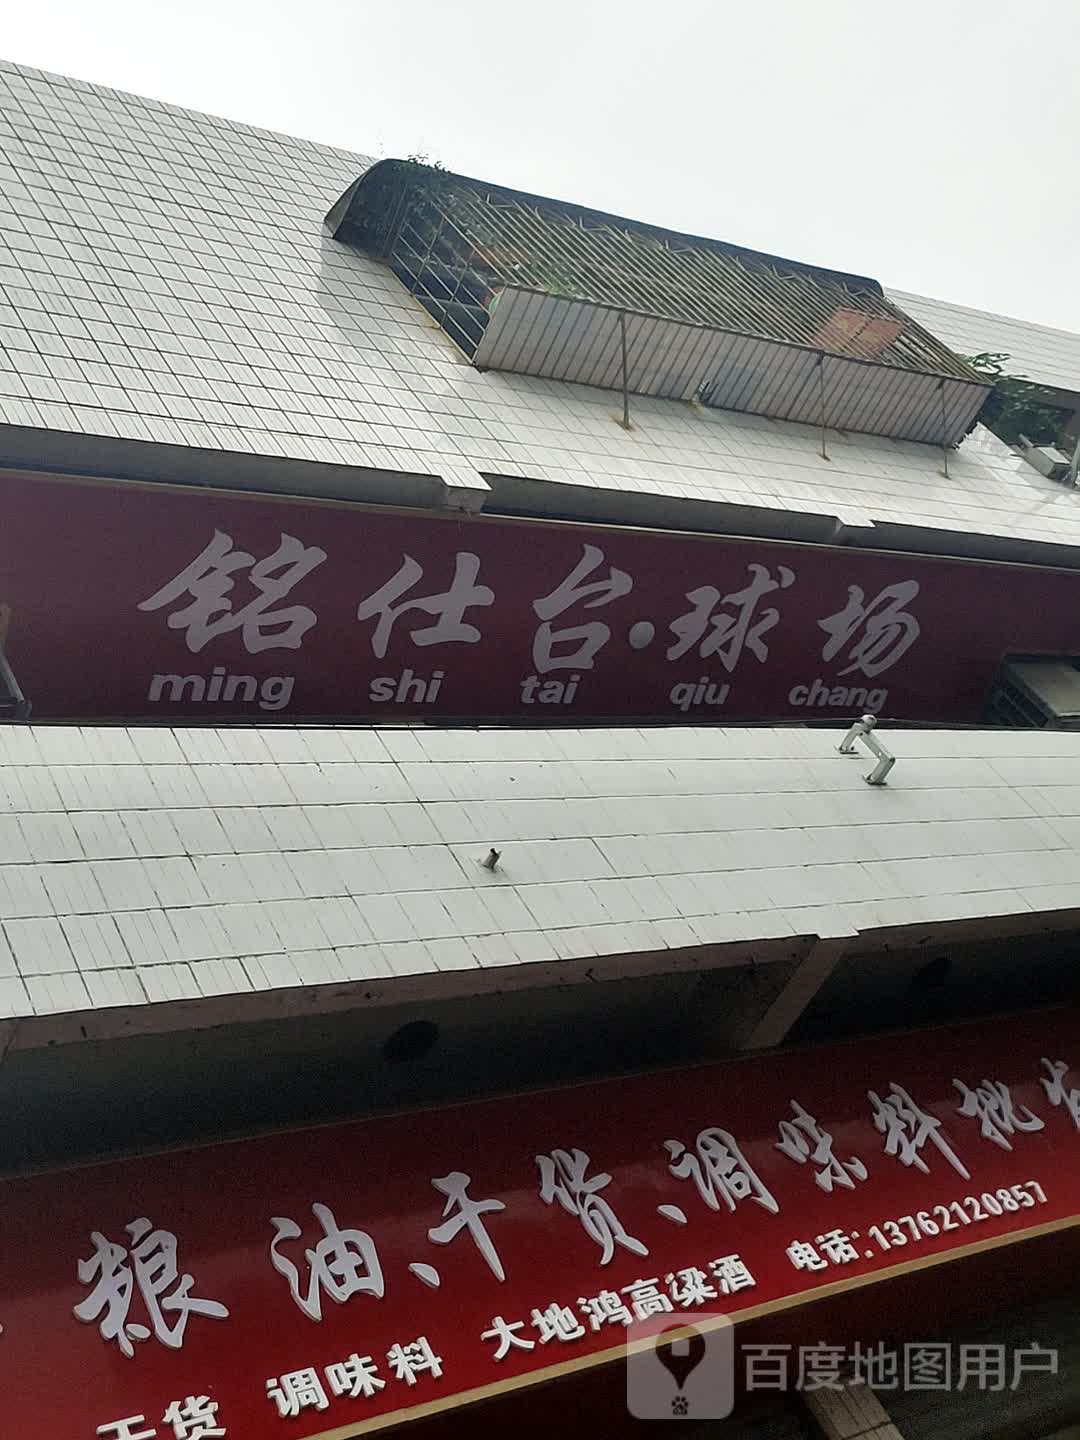 铭仕台·球场
ming shi tai qiu chang
粮油、干货、调味料批发
干货 调味料 大地鸿高粱酒 电话:13762120857
百度地图用户